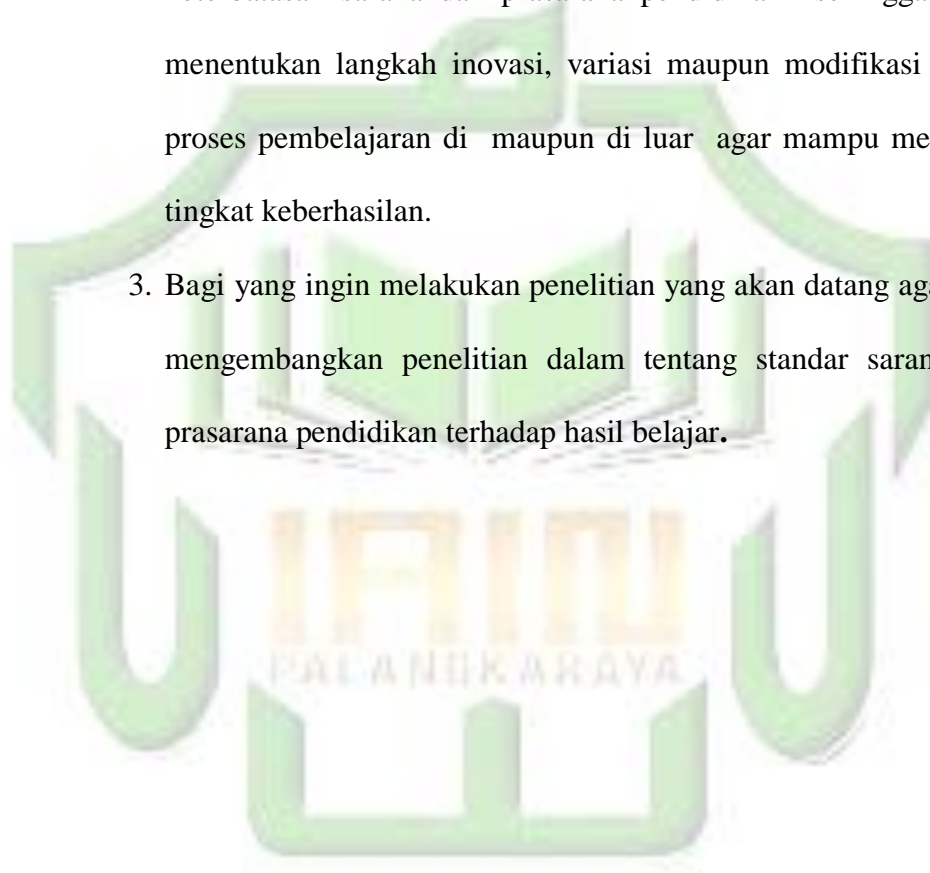 menentukan langkah inovasi, variasi maupun modifikasi
proses pembelajaran di maupun di luar agar mampu me
tingkat keberhasilan.
3. Bagi yang ingin melakukan penelitian yang akan datang aga
mengembangkan penelitian dalam tentang standar saran
prasarana pendidikan terhadap hasil belajar.
IAIN
PALANGKARAYA